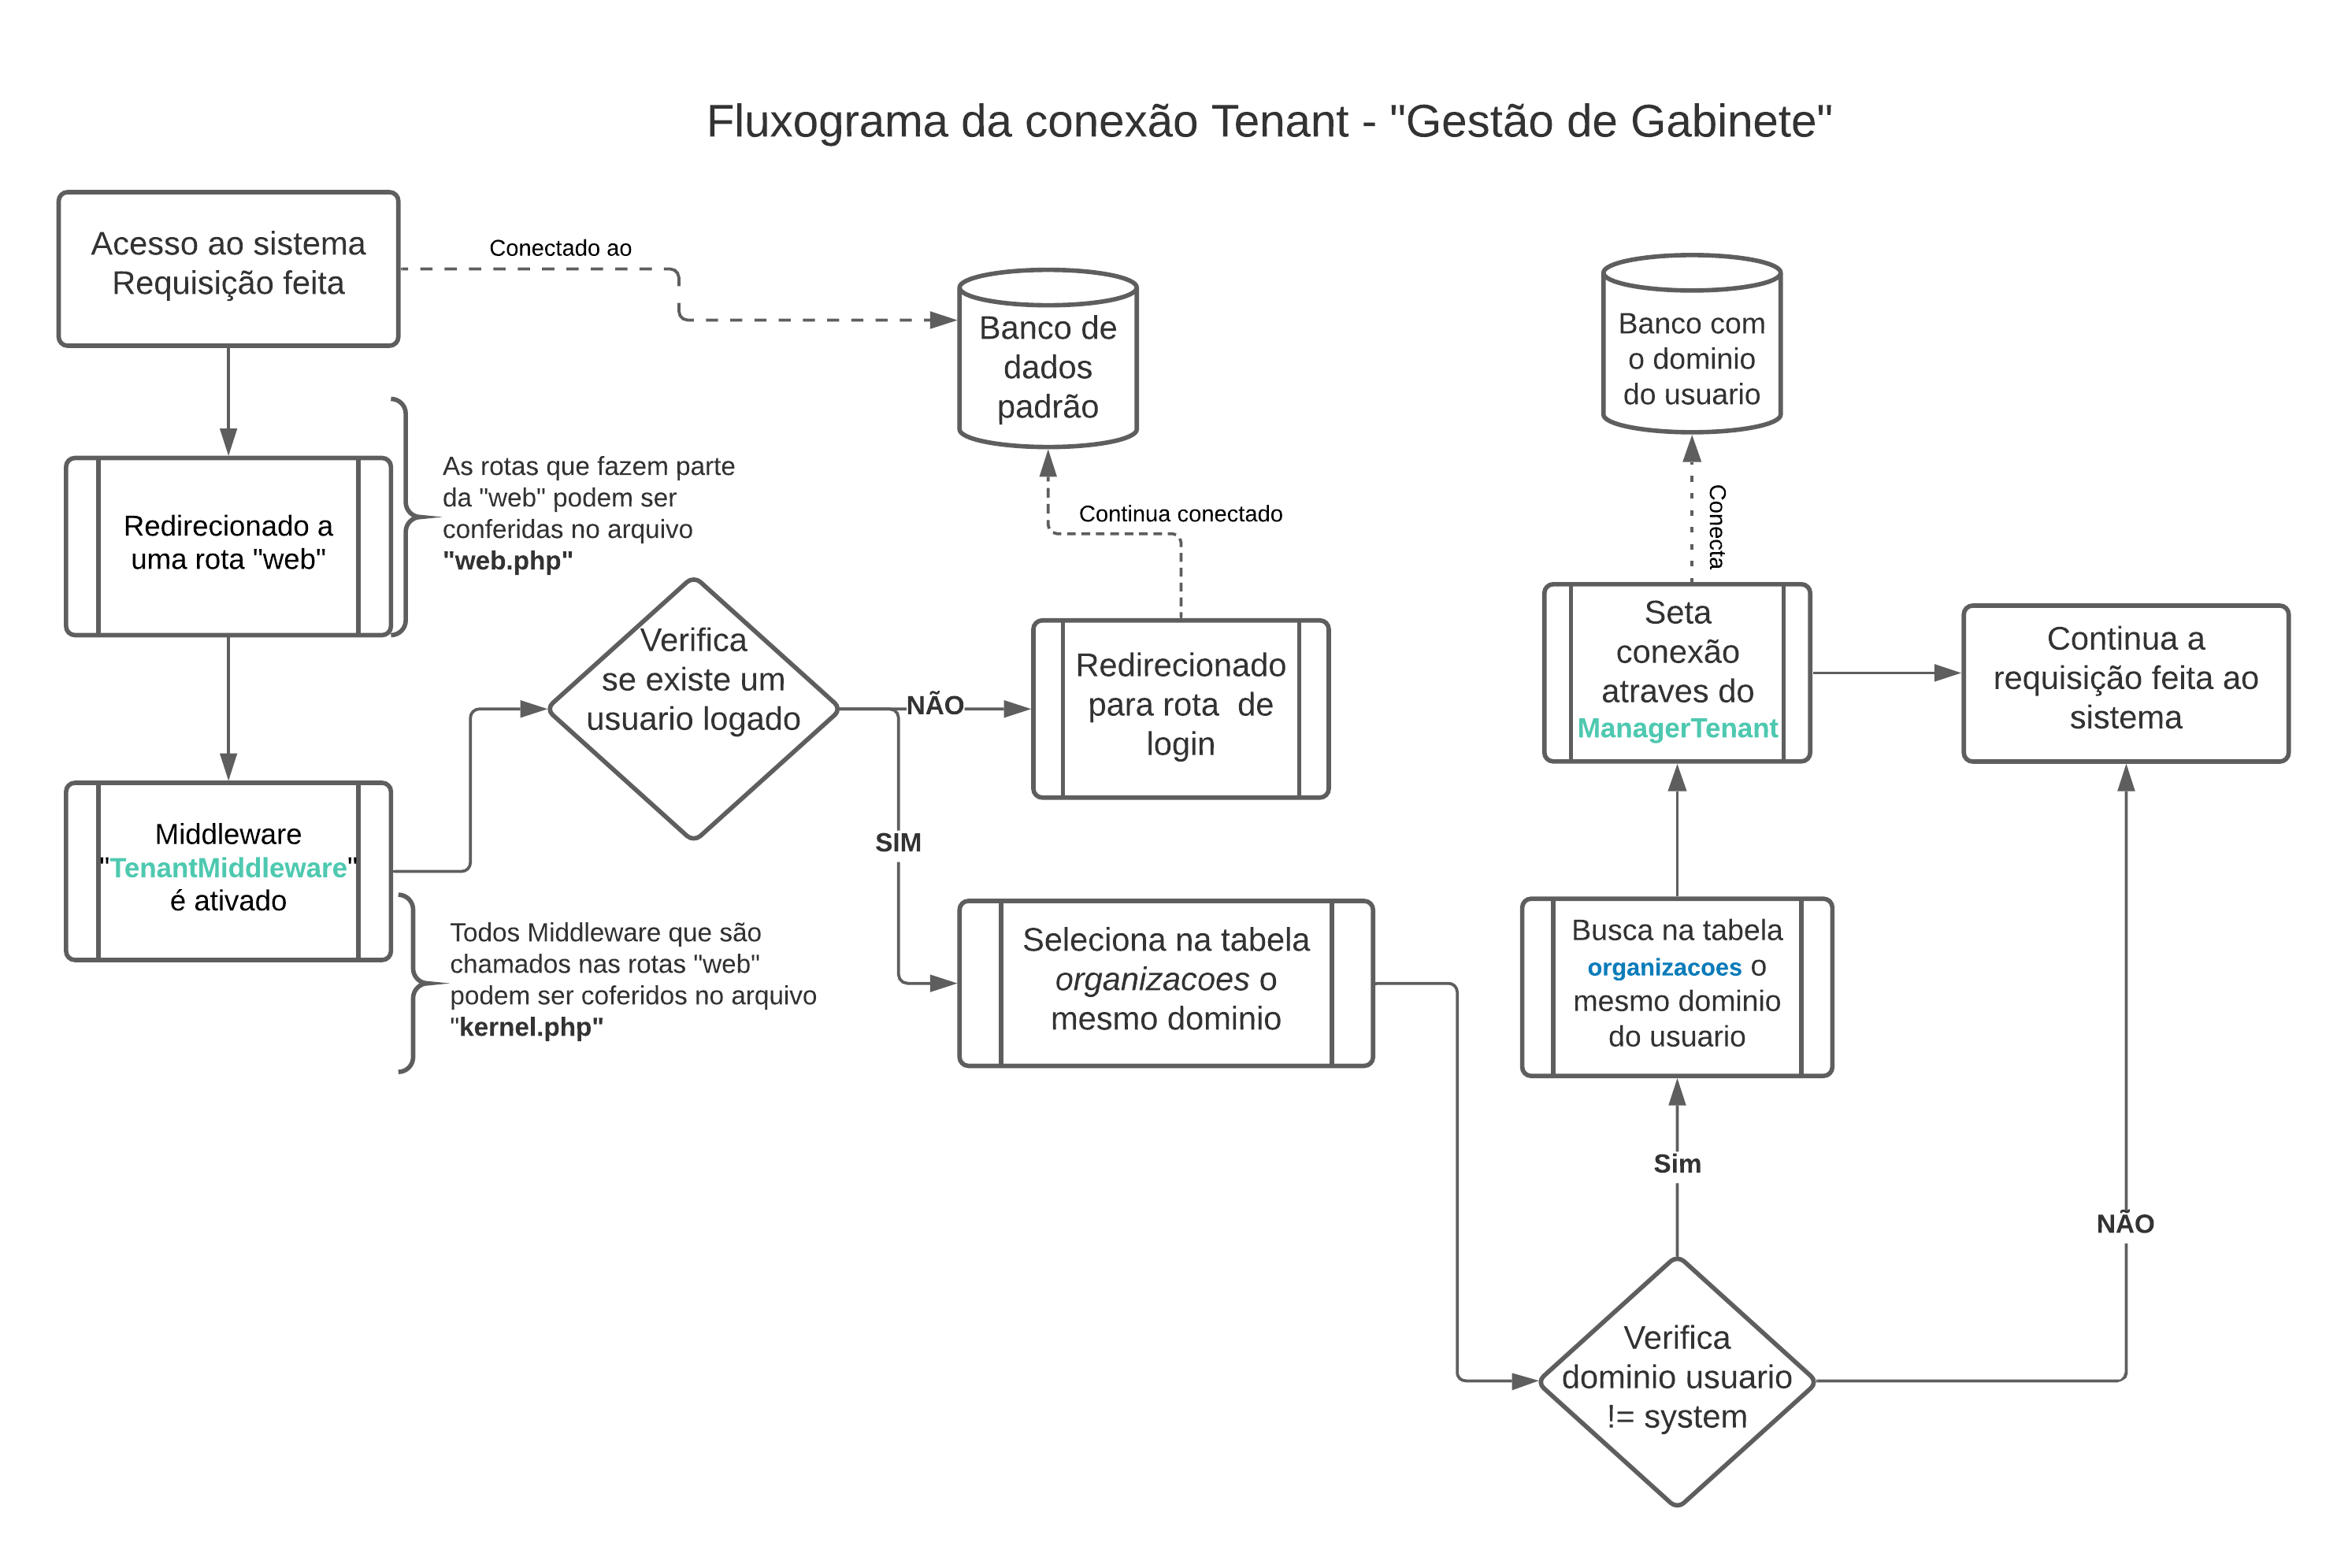 Fluxograma da conexão Tenant - "Gestão de Gabinete"
Acesso ao sistema
Requisição feita
Conectado ao
Banco de
dados
padrão
Banco com
o dominio
do usuario
Redirecionado a
uma rota "web"
As rotas que fazem parte
da "web" podem ser
conferidas no arquivo
"web.php"
Continua conectado
Conecta
Verifica
se existe um
usuario logado
NÃO
Redirecionado
para rota  de
login
Seta
conexão
atraves do
ManagerTenant
Continua a
requisição feita ao
sistema
Middleware
"TenantMiddleware"
é ativado
SIM
Todos Middleware que são
chamados nas rotas "web"
podem ser coferidos no arquivo
"kernel.php"
Seleciona na tabela
organizacoes o
mesmo dominio
Busca na tabela
organizacoes o
mesmo dominio
do usuario
Sim
NÃO
Verifica
dominio usuario
!= system